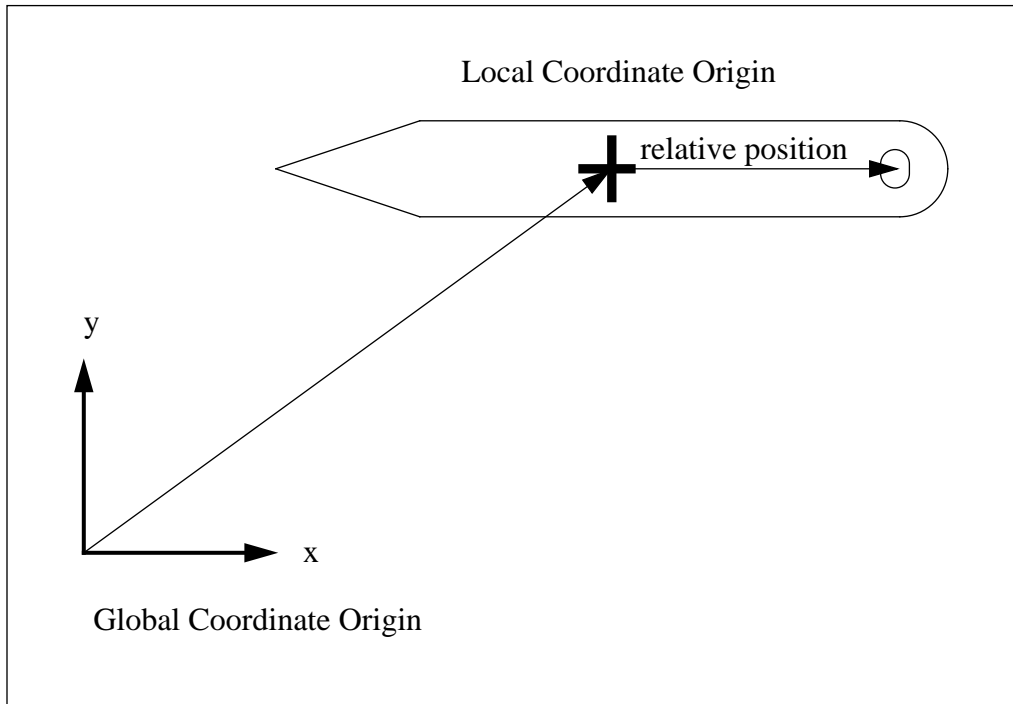 Local Coordinate Origin
relative position
y
x
Global Coordinate Origin